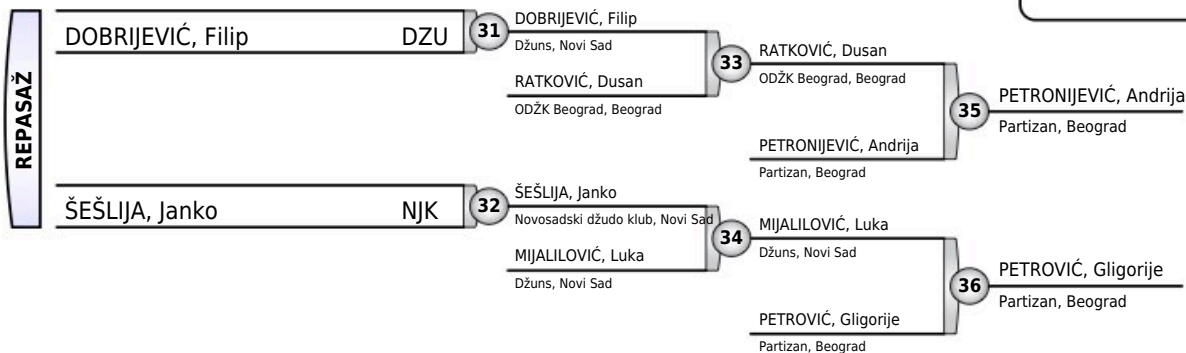 REPASAŽ
DOBRIJEVIĆ, Filip DZU
31
DOBRIJEVIĆ, Filip
Džuns, Novi Sad
RATKOVIĆ, Dusan
ODŽK Beograd, Beograd
33
RATKOVIĆ, Dusan
ODŽK Beograd, Beograd
PETRONIJEVIĆ, Andrija
Partizan, Beograd
35
PETRONIJEVIĆ, Andrija
Partizan, Beograd
ŠEŠLIJA, Janko NJK
32
ŠEŠLIJA, Janko
Novosadski džudo klub, Novi Sad
MIJALILOVIĆ, Luka
Džuns, Novi Sad
34
MIJALILOVIĆ, Luka
Džuns, Novi Sad
PETROVIĆ, Gligorije
Partizan, Beograd
36
PETROVIĆ, Gligorije
Partizan, Beograd